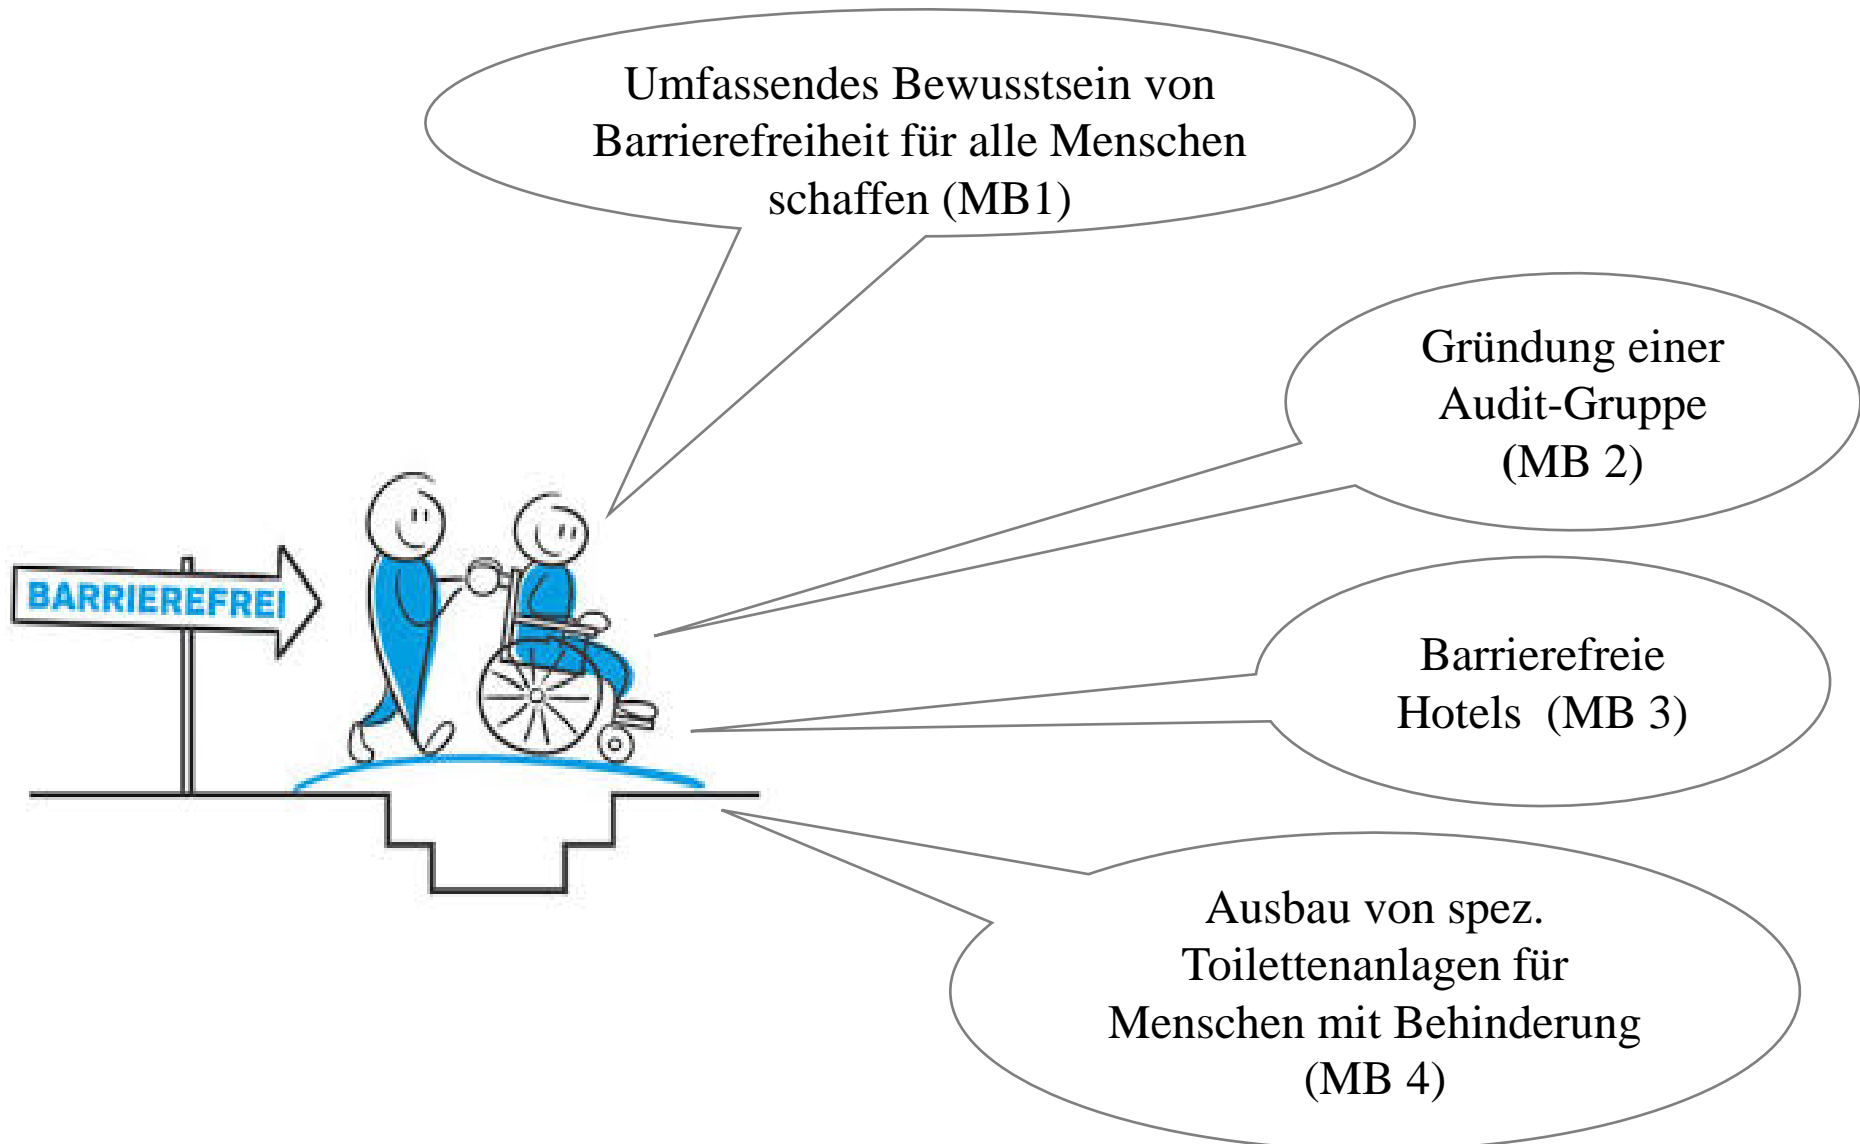 Umfassendes Bewusstsein von
Barrierefreiheit für alle Menschen
schaffen (MB1)
Gründung einer
Audit-Gruppe
(MB 2)
BARRIEREFREI
Barrierefreie
Hotels  (MB 3)
Ausbau von spez.
Toilettenanlagen für
Menschen mit Behinderung
(MB 4)